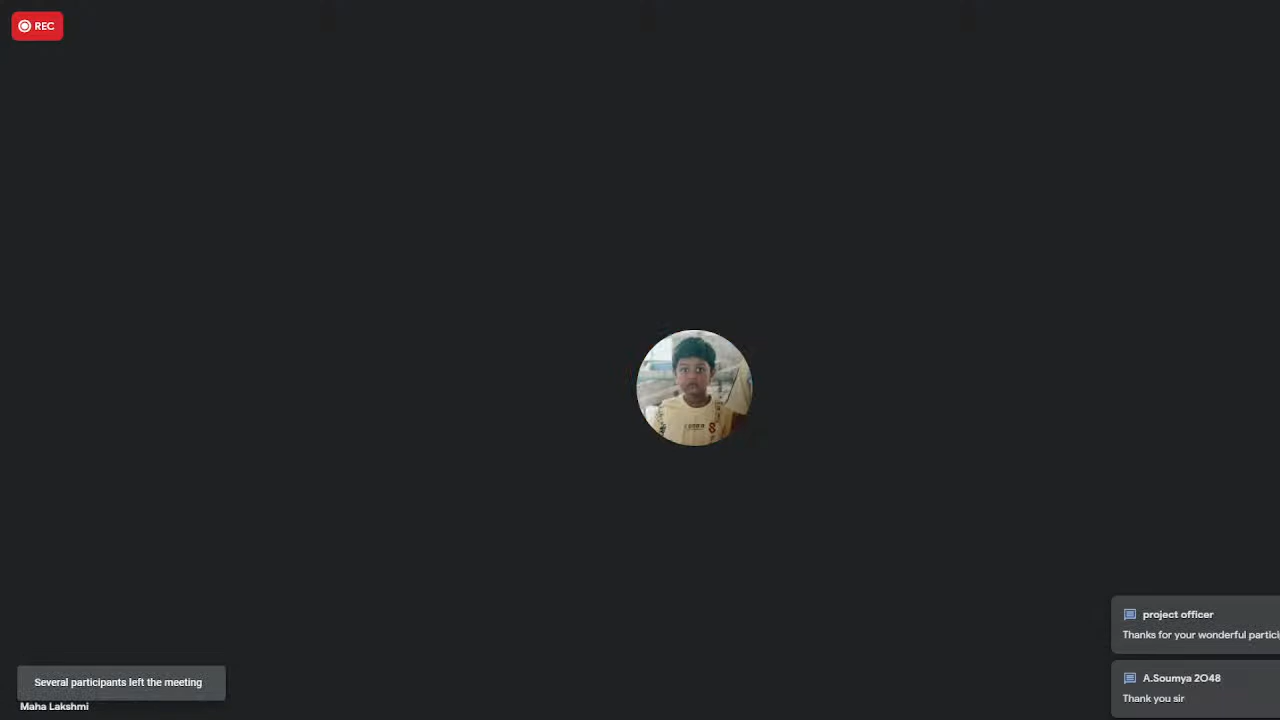 REC
project officer
Thanks for your wonderful partici
A.Soumya 2O48
Thank you sir
Several participants left the meeting
Maha Lakshmi